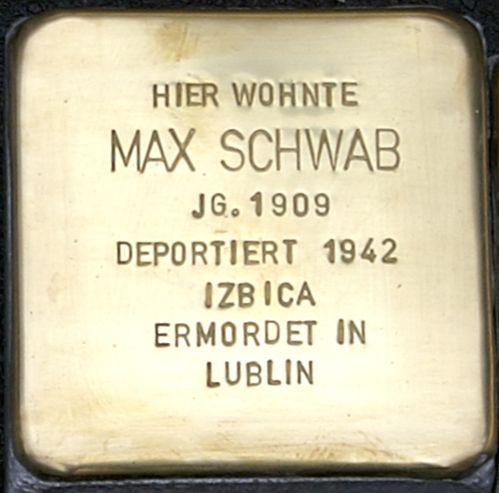 HIER WOHNTE
MAX SCHWAB
JG. 1909
DEPORTIERT 1942
IZBICA
ERMORDET IN
LUBLIN